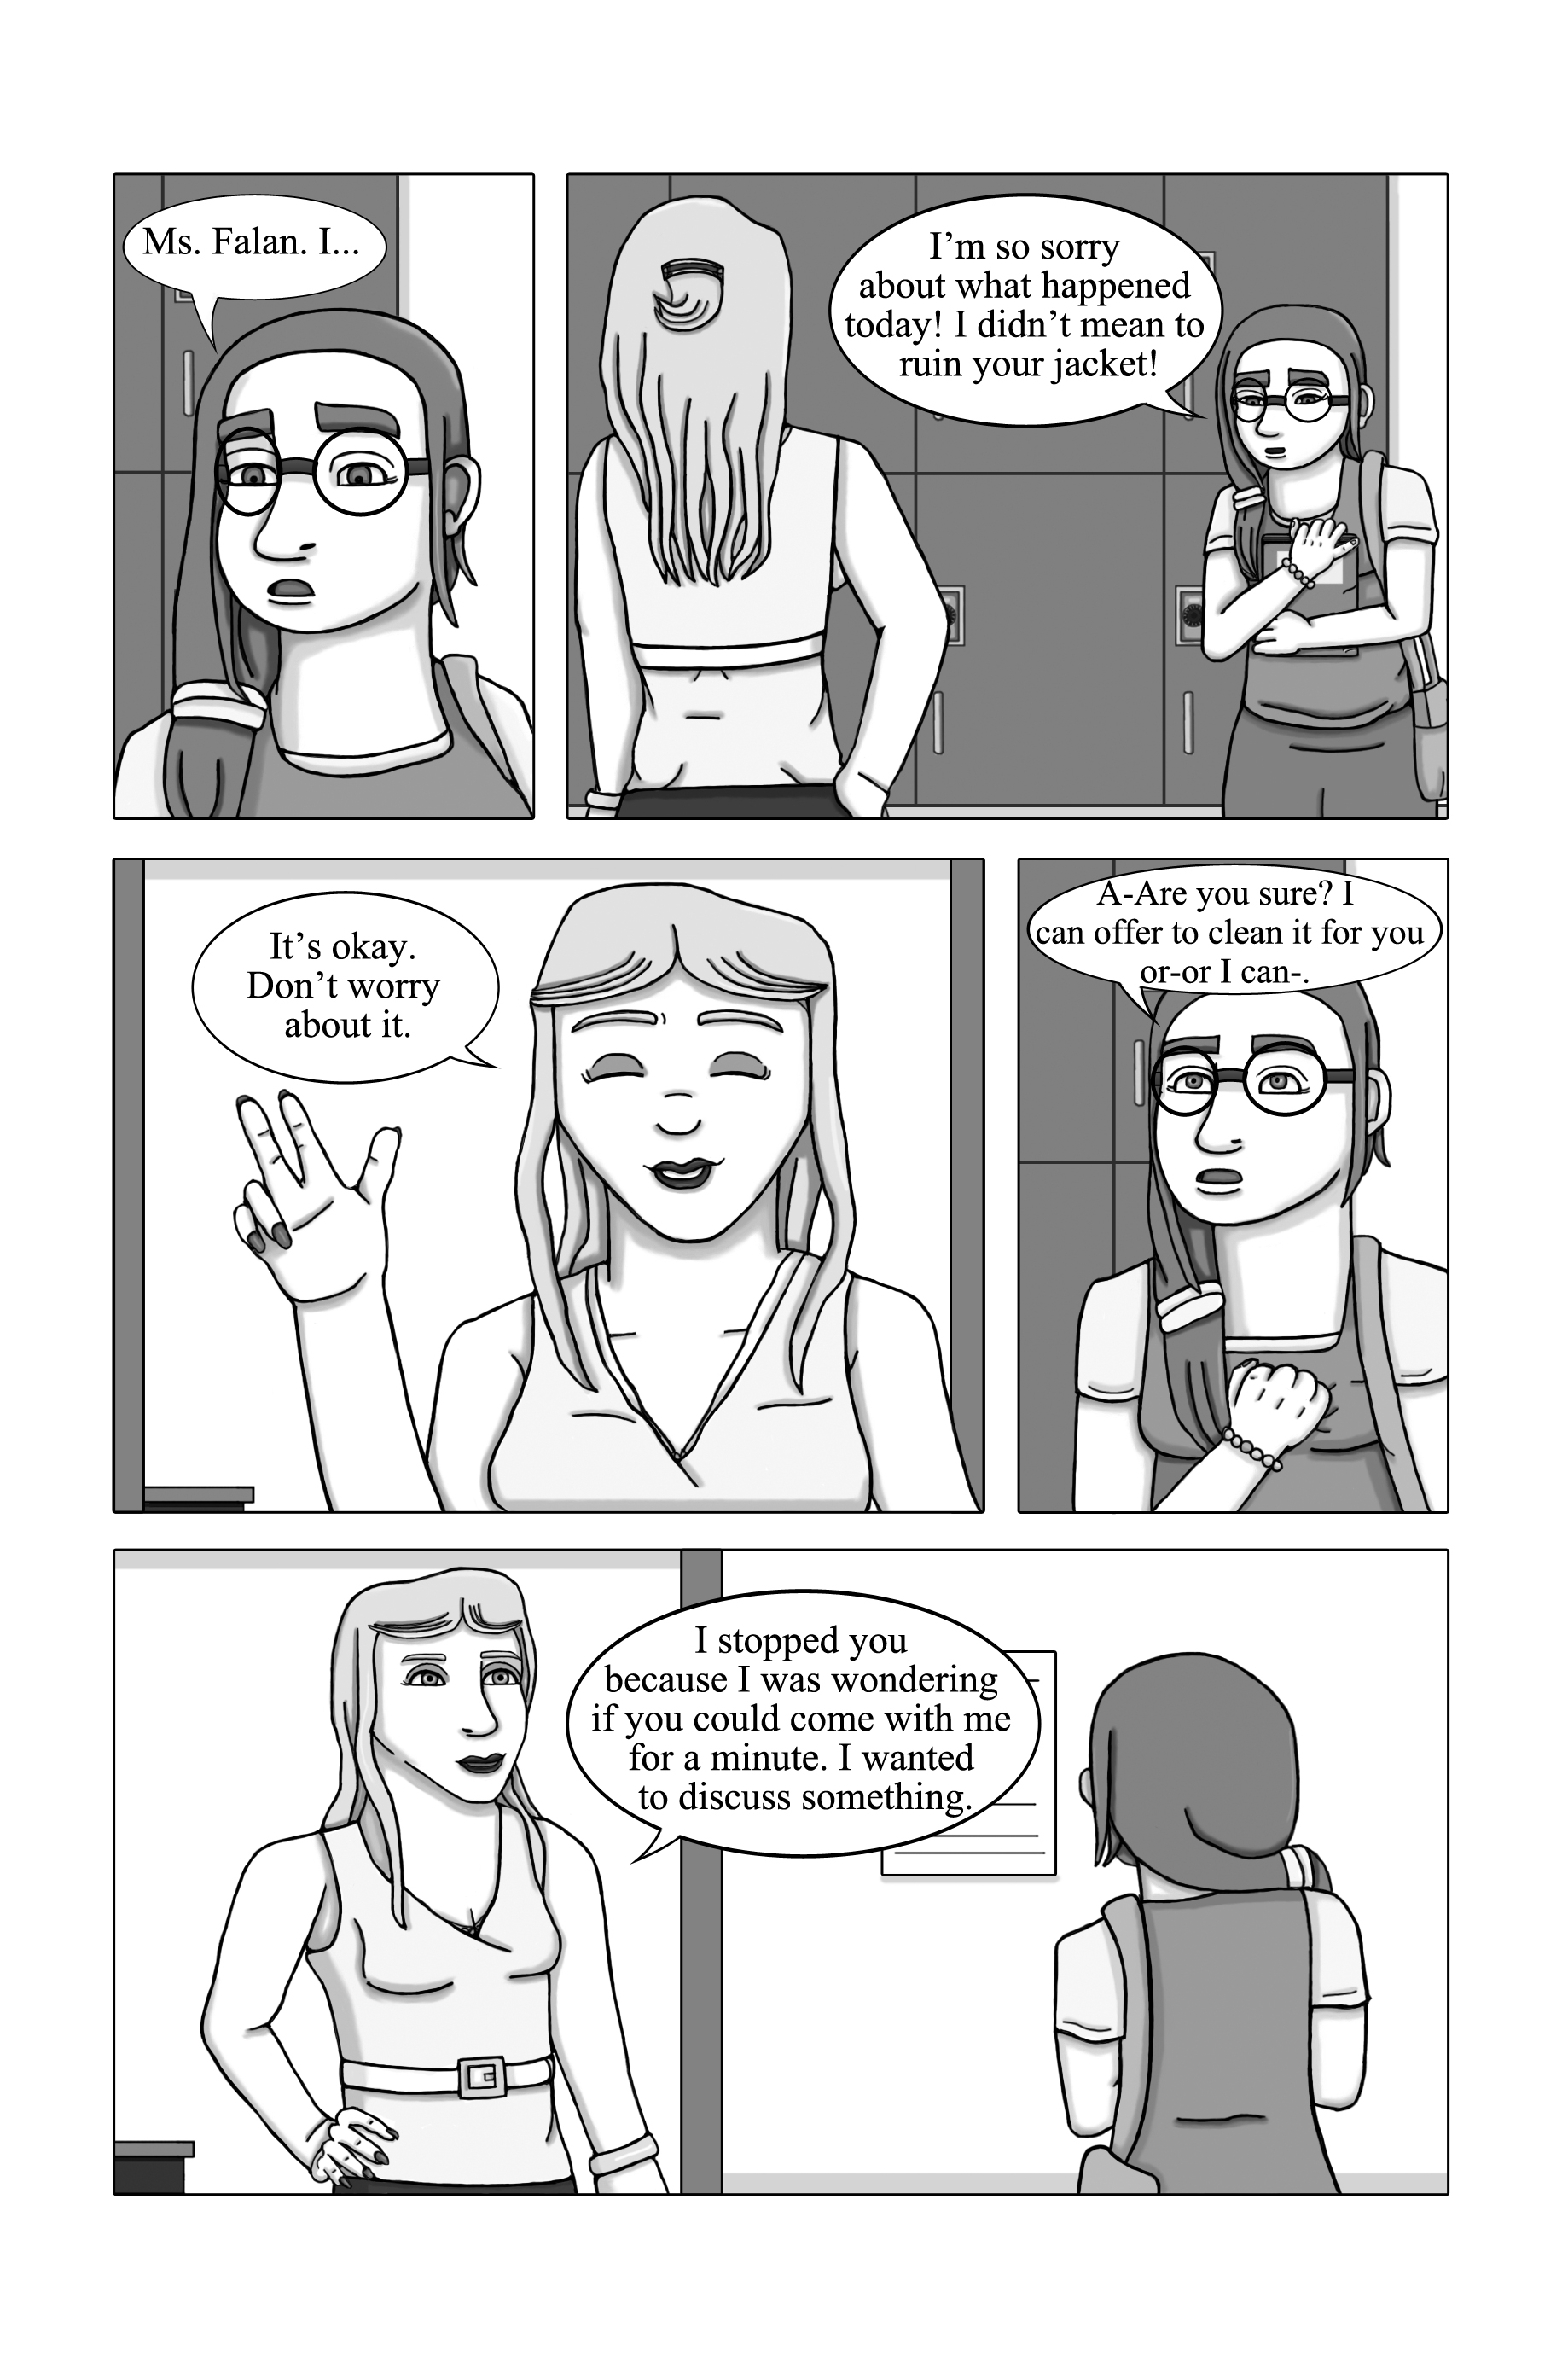 Ms. Falan. I...
I’m so sorry
about what happened
today! I didn’t mean to
ruin your jacket!
It’s okay.
Don’t worry
about it.
A-Are you sure? I
can offer to clean it for you
or-or I can-.
I stopped you
because I was wondering
if you could come with me
for a minute. I wanted
to discuss something.